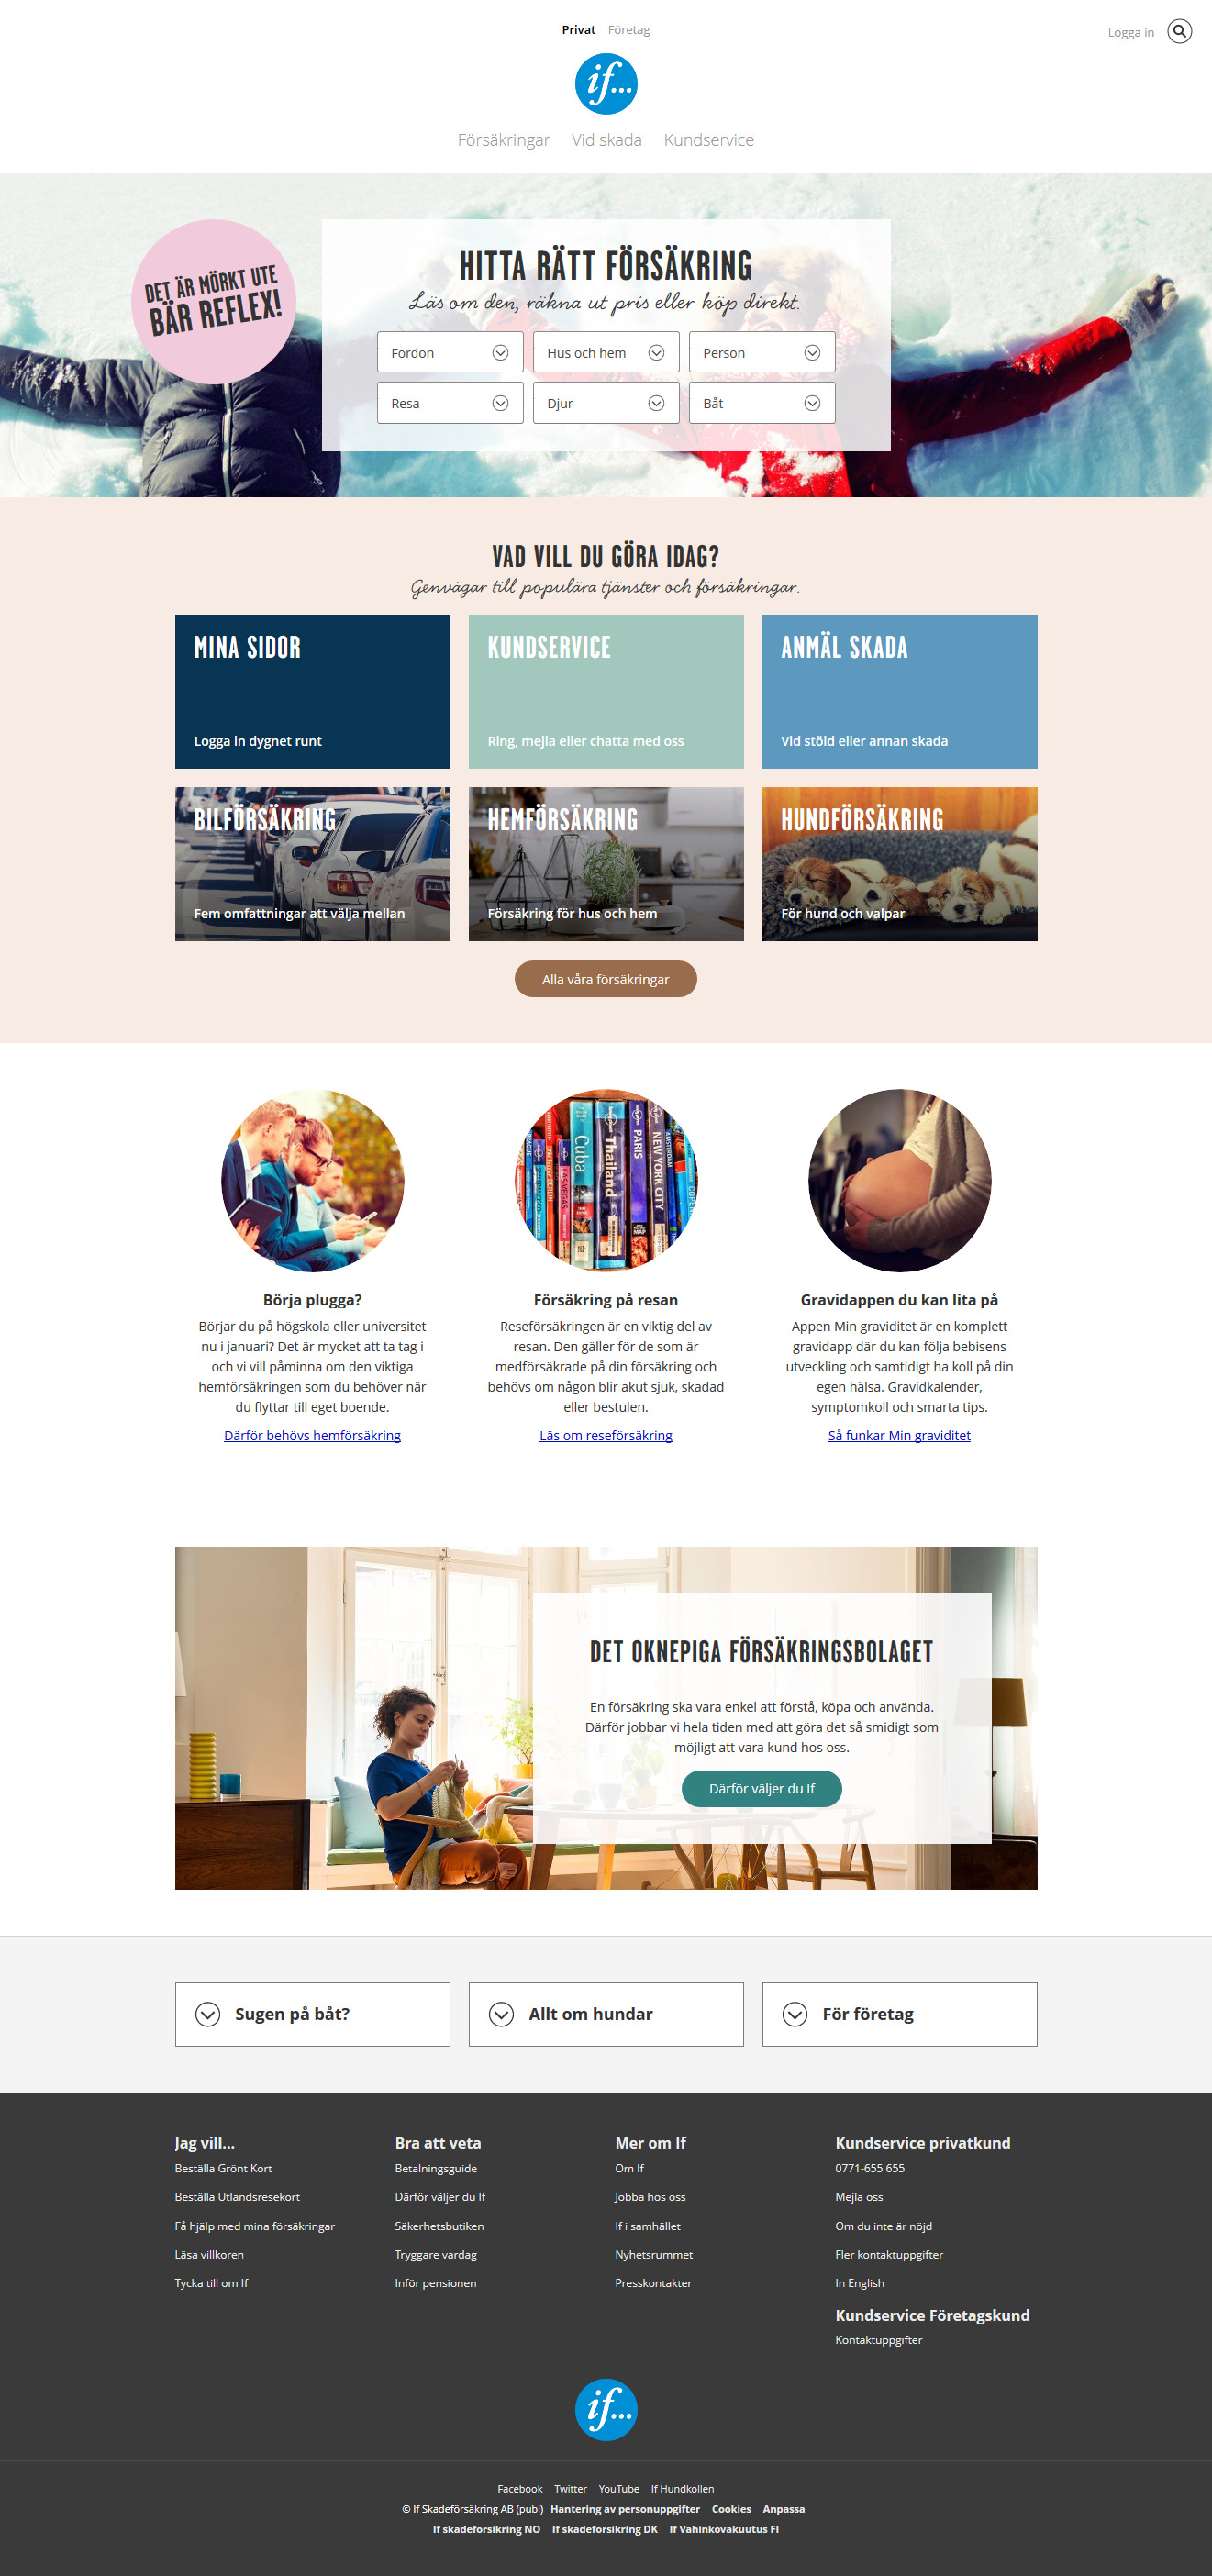 Privat Företag
Logga in
if...
Försäkringar Vid skada Kundservice
DET ÄR MÖRKT UTE
BÄR REFLEX!
HITTA RÄTT FÖRSÄKRING
Läs om den, räkna ut pris eller köp direkt.
Fordon Hus och hem Person
Resa Djur Båt
VAD VILL DU GÖRA IDAG?
Genvägar till populära tjänster och försäkringar.
MINA SIDOR
Logga in dygnet runt
KUNDSERVICE
Ring, mejla eller chatta med oss
ANMÄL SKADA
Vid stöld eller annan skada
BILFÖRSÄKRING
Fem omfattningar att välja mellan
HEMFÖRSÄKRING
Försäkring för hus och hem
HUNDFÖRSÄKRING
För hund och valpar
Alla våra försäkringar
Cuba
LAS VEGAS
Thailand
PARIS
NEW YORK CITY
Börja plugga?
Börjar du på högskola eller universitet
nu i januari? Det är mycket att ta tag i
och vi vill påminna om den viktiga
hemförsäkringen som du behöver när
du flyttar till eget boende.
Därför behövs hemförsäkring
Försäkring på resan
Reseförsäkringen är en viktig del av
resan. Den gäller för de som är
medförsäkrade på din försäkring och
behövs om någon blir akut sjuk, skadad
eller bestulen.
Läs om reseförsäkring
Gravidappen du kan lita på
Appen Min graviditet är en komplett
gravidapp där du kan följa bebisens
utveckling och samtidigt ha koll på din
egen hälsa. Gravidkalender,
symptomkoll och smarta tips.
Så funkar Min graviditet
DET OKNEPIGA FÖRSÄKRINGSBOLAGET
En försäkring ska vara enkel att förstå, köpa och använda.
Därför jobbar vi hela tiden med att göra det så smidigt som
möjligt att vara kund hos oss.
Därför väljer du If
Sugen på båt?
Allt om hundar
För företag
Jag vill...
Beställa Grönt Kort
Beställa Utlandsresekort
Få hjälp med mina försäkringar
Läsa villkoren
Tycka till om If
Bra att veta
Betalningsguide
Därför väljer du If
Säkerhetsbutiken
Tryggare vardag
Inför pensionen
Mer om If
Om If
Jobba hos oss
If i samhället
Nyhetsrummet
Presskontakter
Kundservice privatkund
0771-655 655
Mejla oss
Om du inte är nöjd
Fler kontaktuppgifter
In English
Kundservice Företagskund
Kontaktuppgifter
if...
Facebook Twitter YouTube If Hundkollen
© If Skadeförsäkring AB (publ) Hantering av personuppgifter Cookies Anpassa
If skadeforsikring NO If skadeforsikring DK If Vahinkovakuutus FI